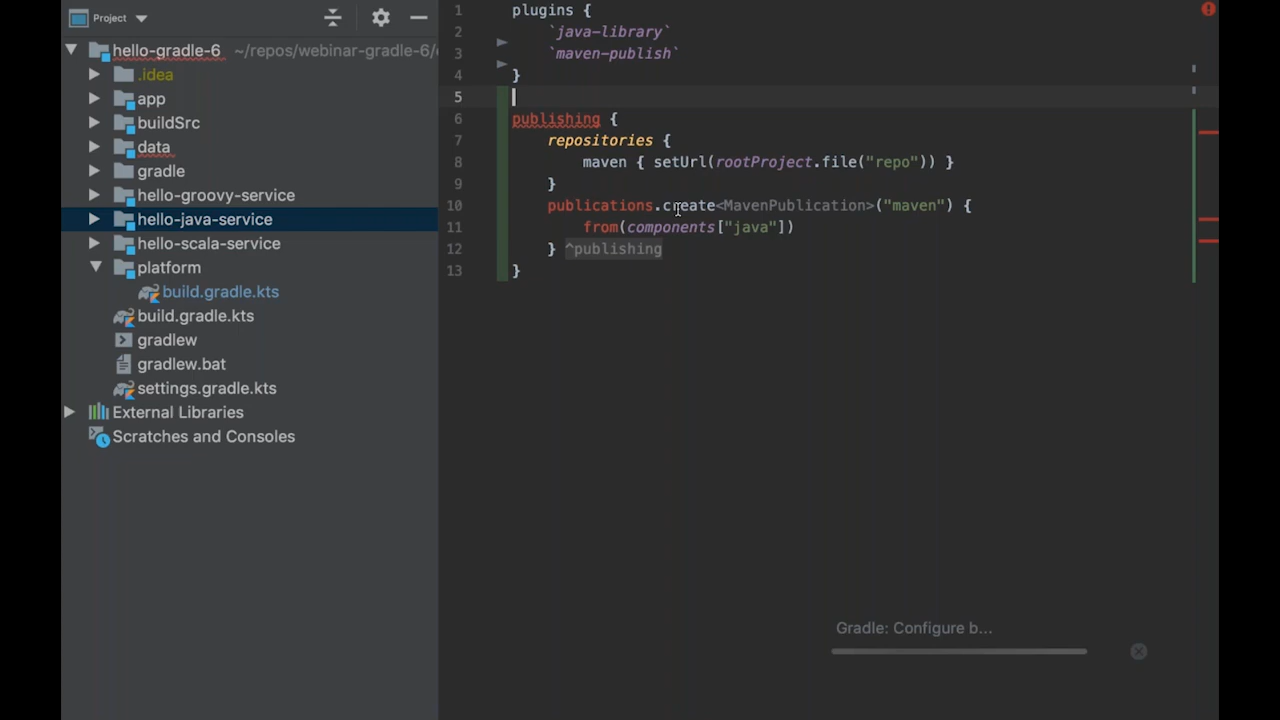 Project
hello-gradle-6 ~/repos/webinar-gradle-6/
.idea
app
buildSrc
data
gradle
hello-groovy-service
hello-java-service
hello-scala-service
platform
build.gradle.kts
build.gradle.kts
gradlew
gradlew.bat
settings.gradle.kts
External Libraries
Scratches and Consoles
1 plugins {
2 `java-library`
3 `maven-publish`
4 }
5
6 publishing {
7 repositories {
8 maven { setUrl(rootProject.file("repo")) }
9 }
10 publications.create<MavenPublication>("maven") {
11 from(components["java"])
12 } ^publishing
13 }
Gradle: Configure b...